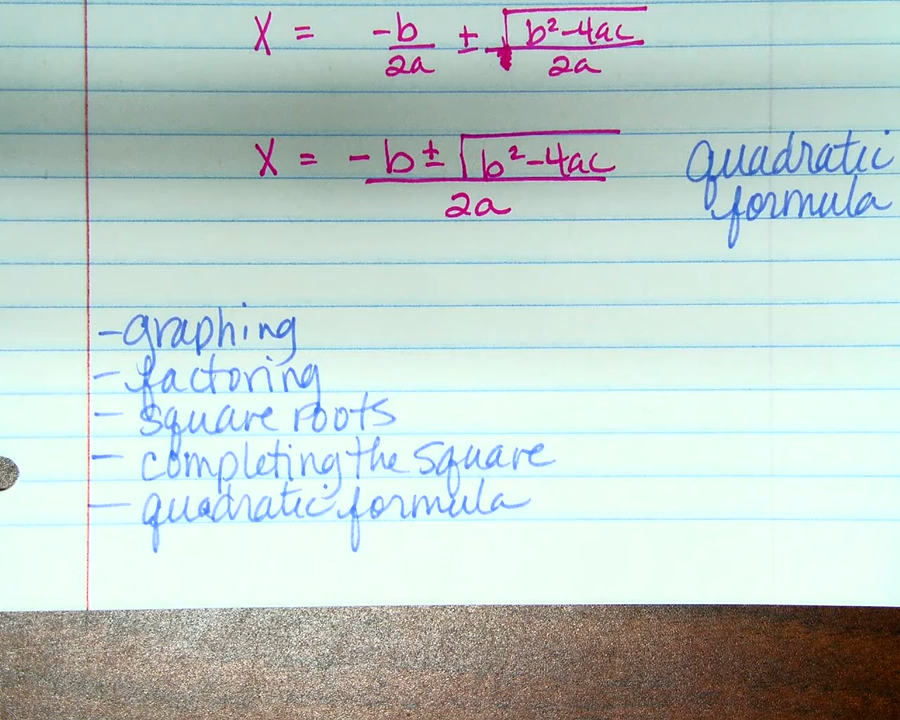 x = -b/2a ± √b²-4ac/2a
x = -b ± √b²-4ac/2a quadratic formula
- graphing
- factoring
- square roots
- completing the square
- quadratic formula